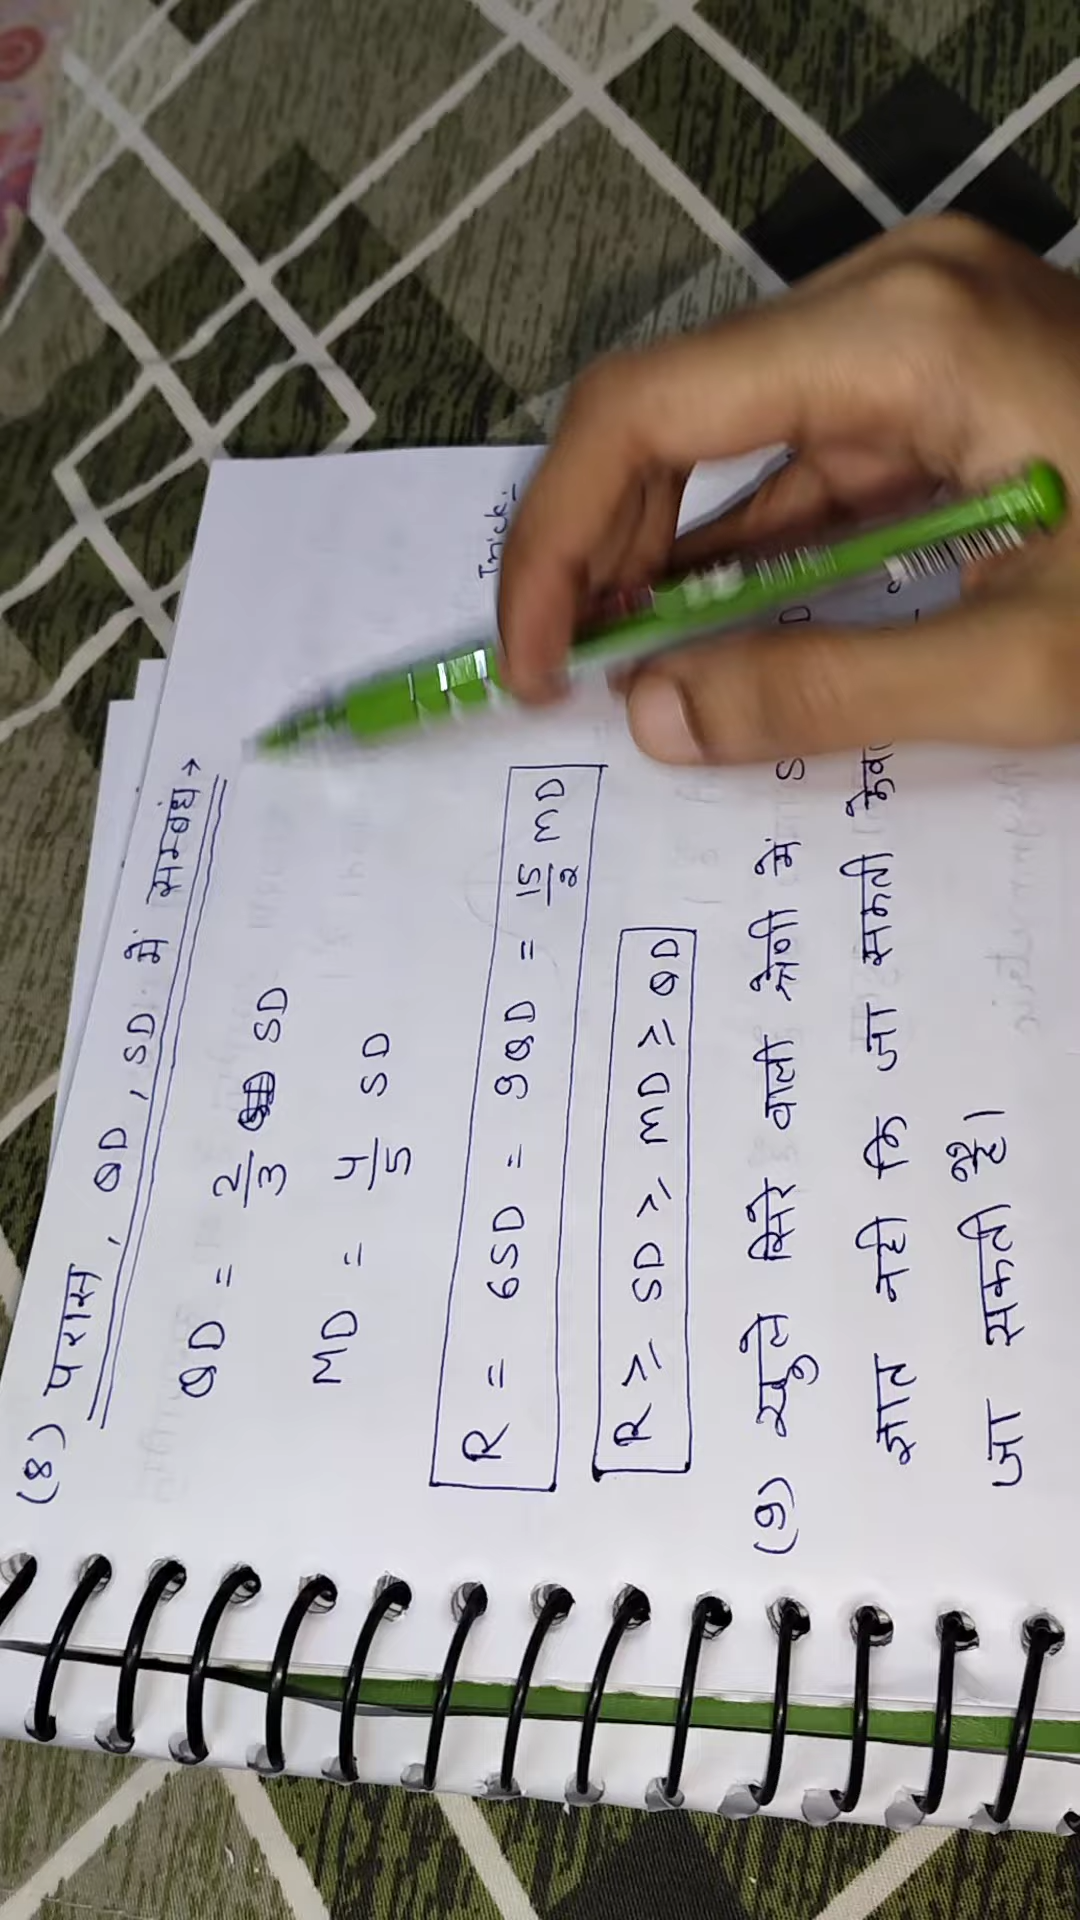 (8) परास, QD, SD. में सम्बंध →
QD = 2/3 SD
MD = 4/5 SD
Trick:-
R = 6SD = 9QD = 15/2 MD
R ≥ SD ≥ MD ≥ QD
(9) खुले सिरे वाली श्रेणी में S D
ज्ञात नही कि जा सकती
जा सकती है।